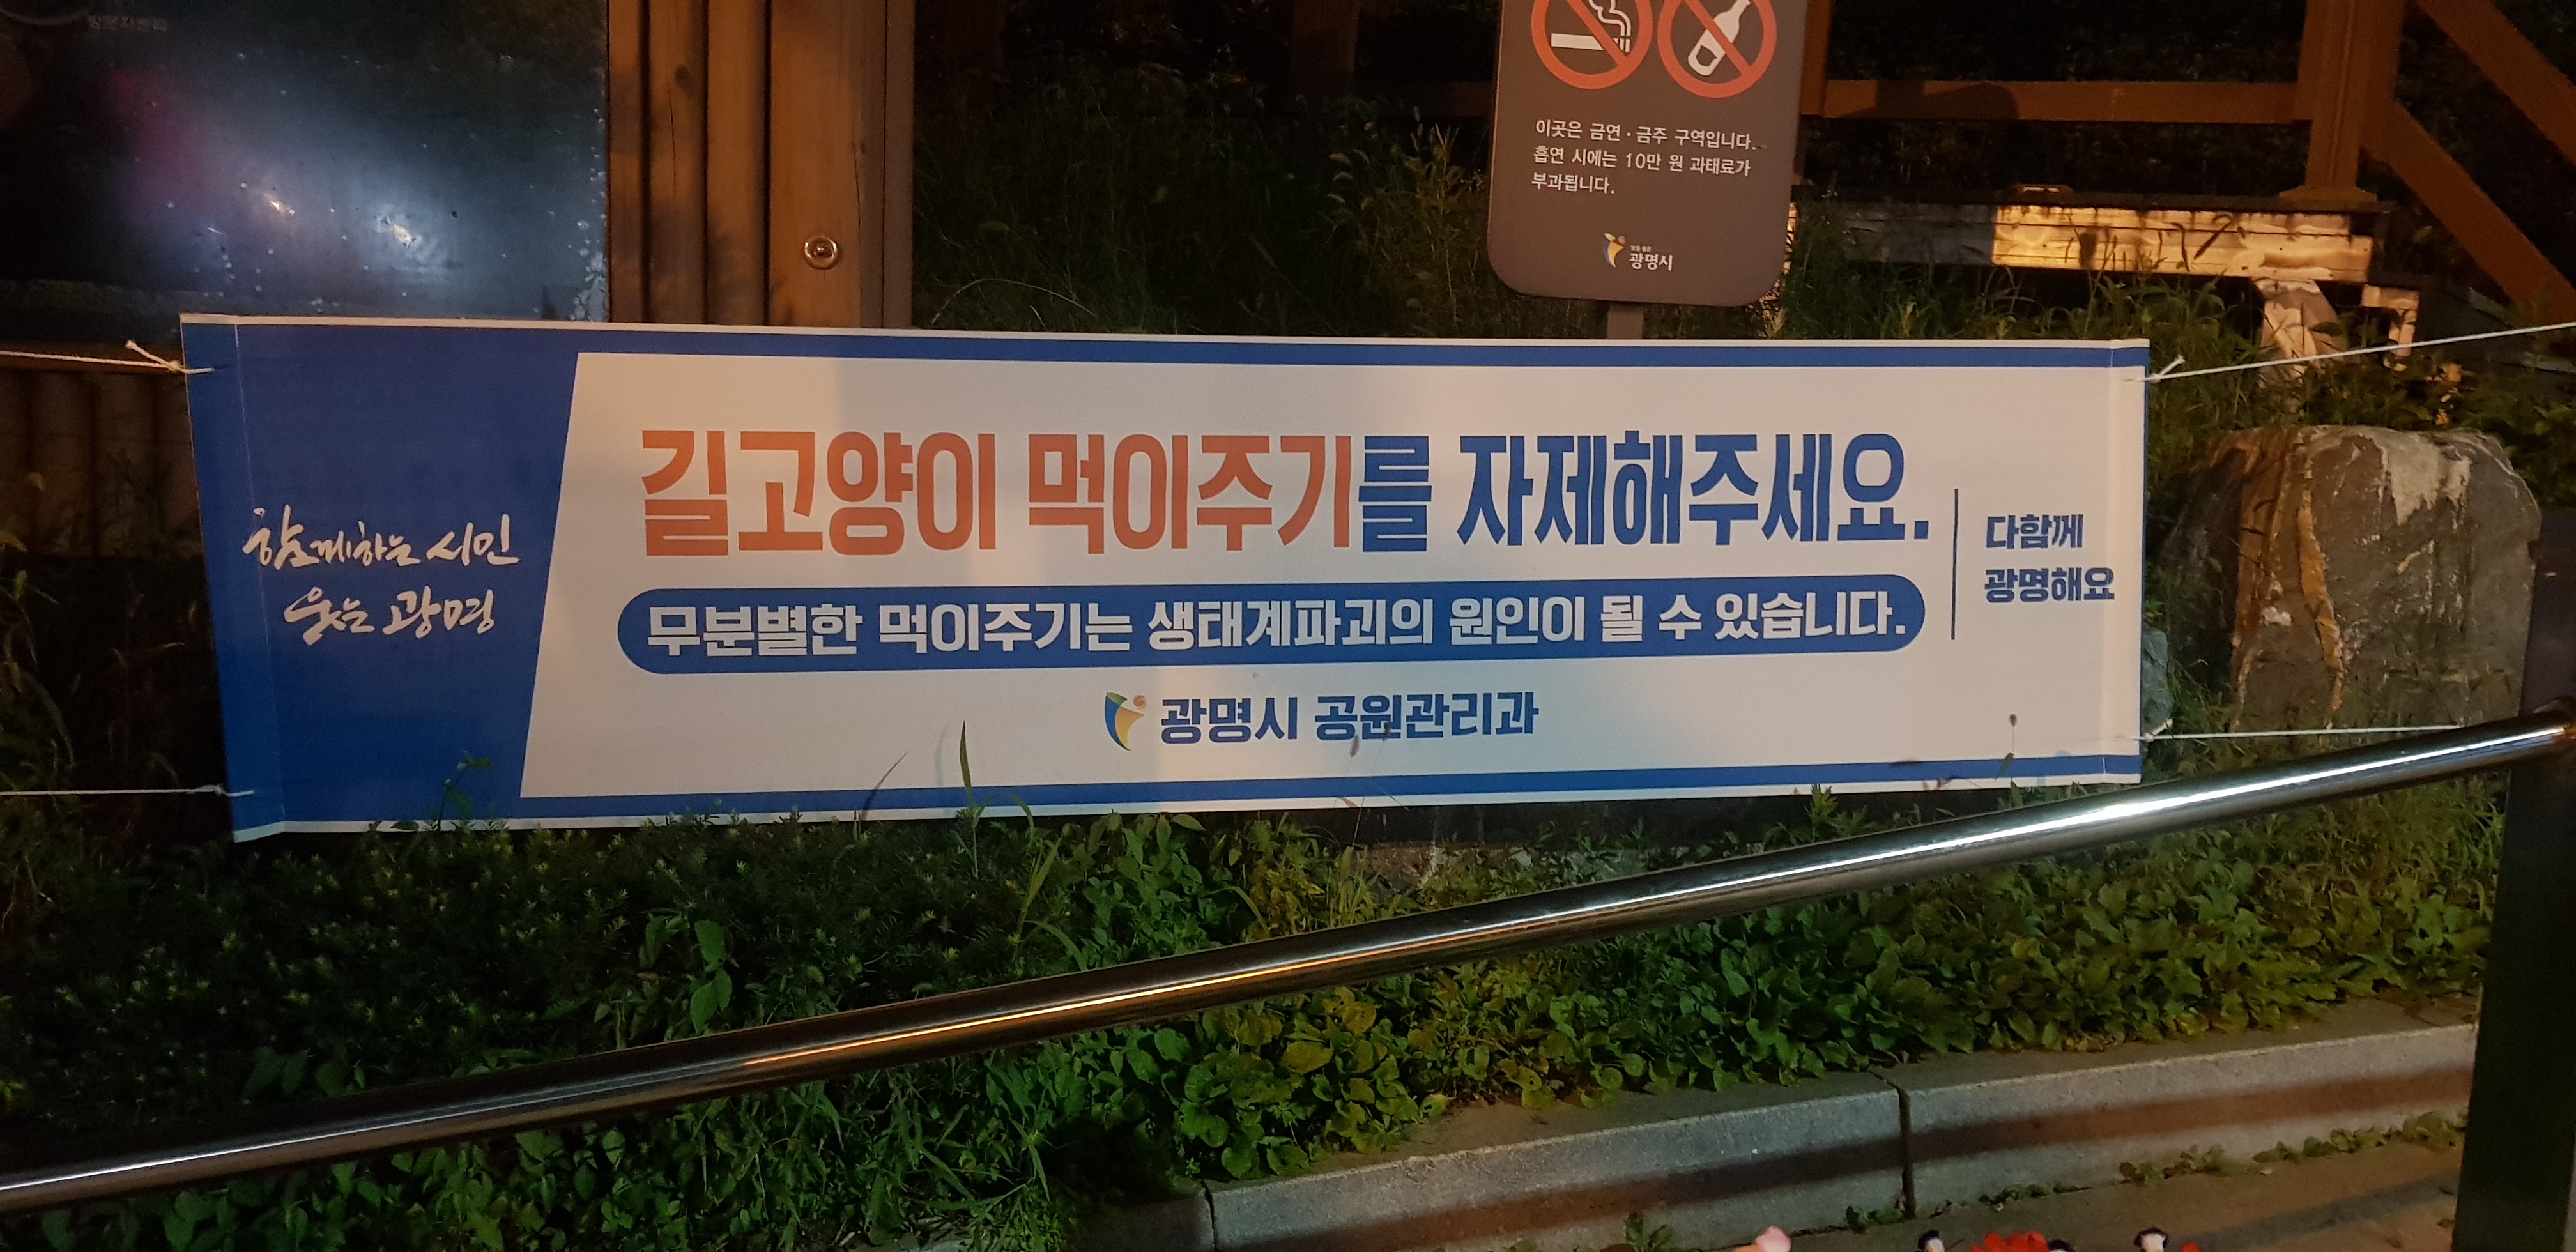 이곳은 금연·금주 구역입니다.
흡연 시에는 10만 원 과태료가
부과됩니다.
광명시
함께하는 시민
웃는 광명
길고양이 먹이주기를 자제해주세요.
무분별한 먹이주기는 생태계파괴의 원인이 될 수 있습니다.
광명시 공원관리과
다함께
광명해요